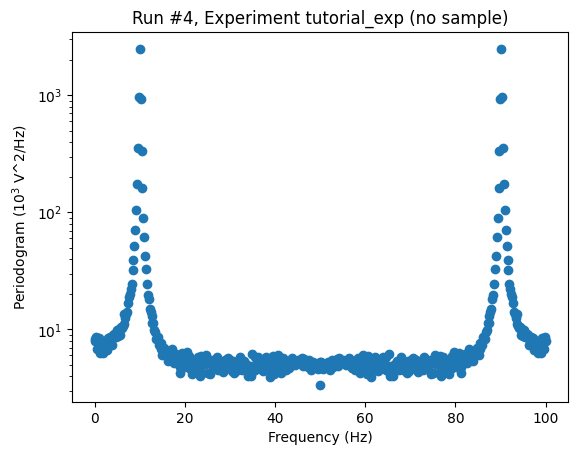 Run #4, Experiment tutorial_exp (no sample)
Periodogram (10³ V^2/Hz)
10³
10²
10¹
0 20 40 60 80 100
Frequency (Hz)